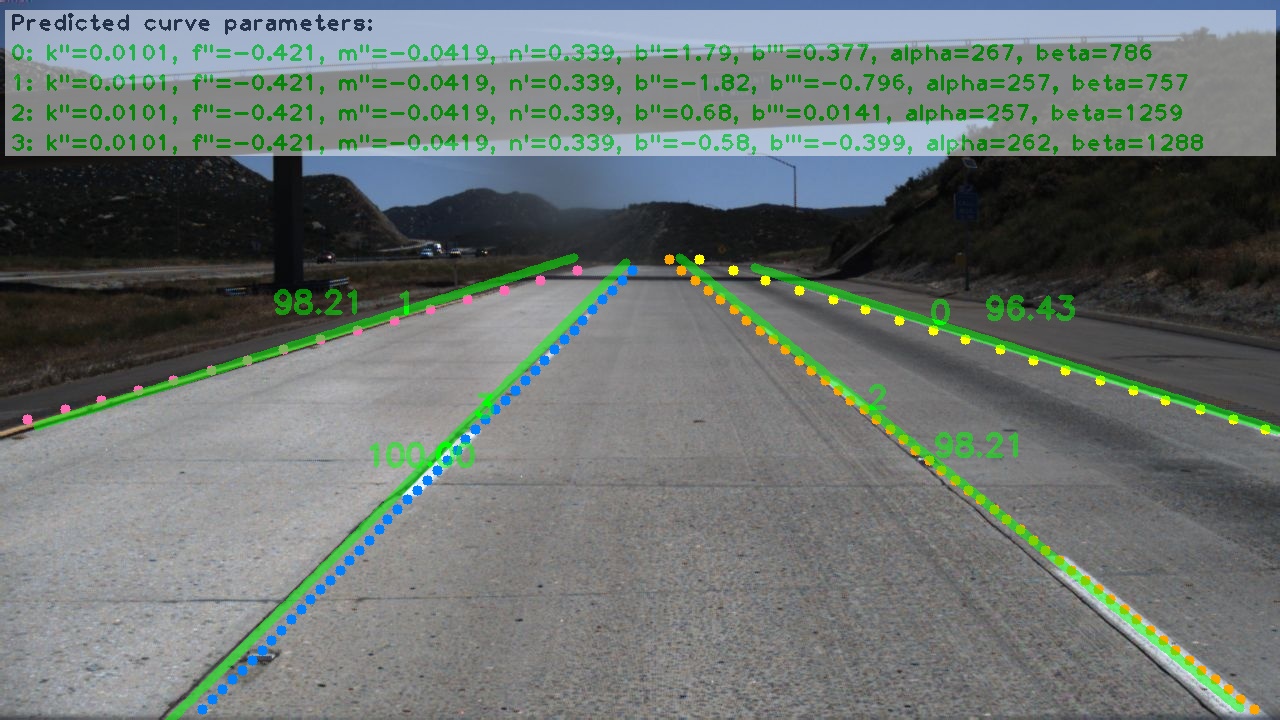 Predicted curve parameters:
0: k"=0.0101, f"=-0.421, m"=-0.0419, n'=0.339, b"=1.79, b'''=0.377, alpha=267, beta=786
1: k"=0.0101, f"=-0.421, m"=-0.0419, n'=0.339, b"=-1.82, b'''=-0.796, alpha=257, beta=757
2: k"=0.0101, f"=-0.421, m"=-0.0419, n'=0.339, b"=0.68, b'''=0.0141, alpha=257, beta=1259
3: k"=0.0101, f"=-0.421, m"=-0.0419, n'=0.339, b"=-0.58, b'''=-0.399, alpha=262, beta=1288
98.21 1 0 96.43
2
100.00 98.21